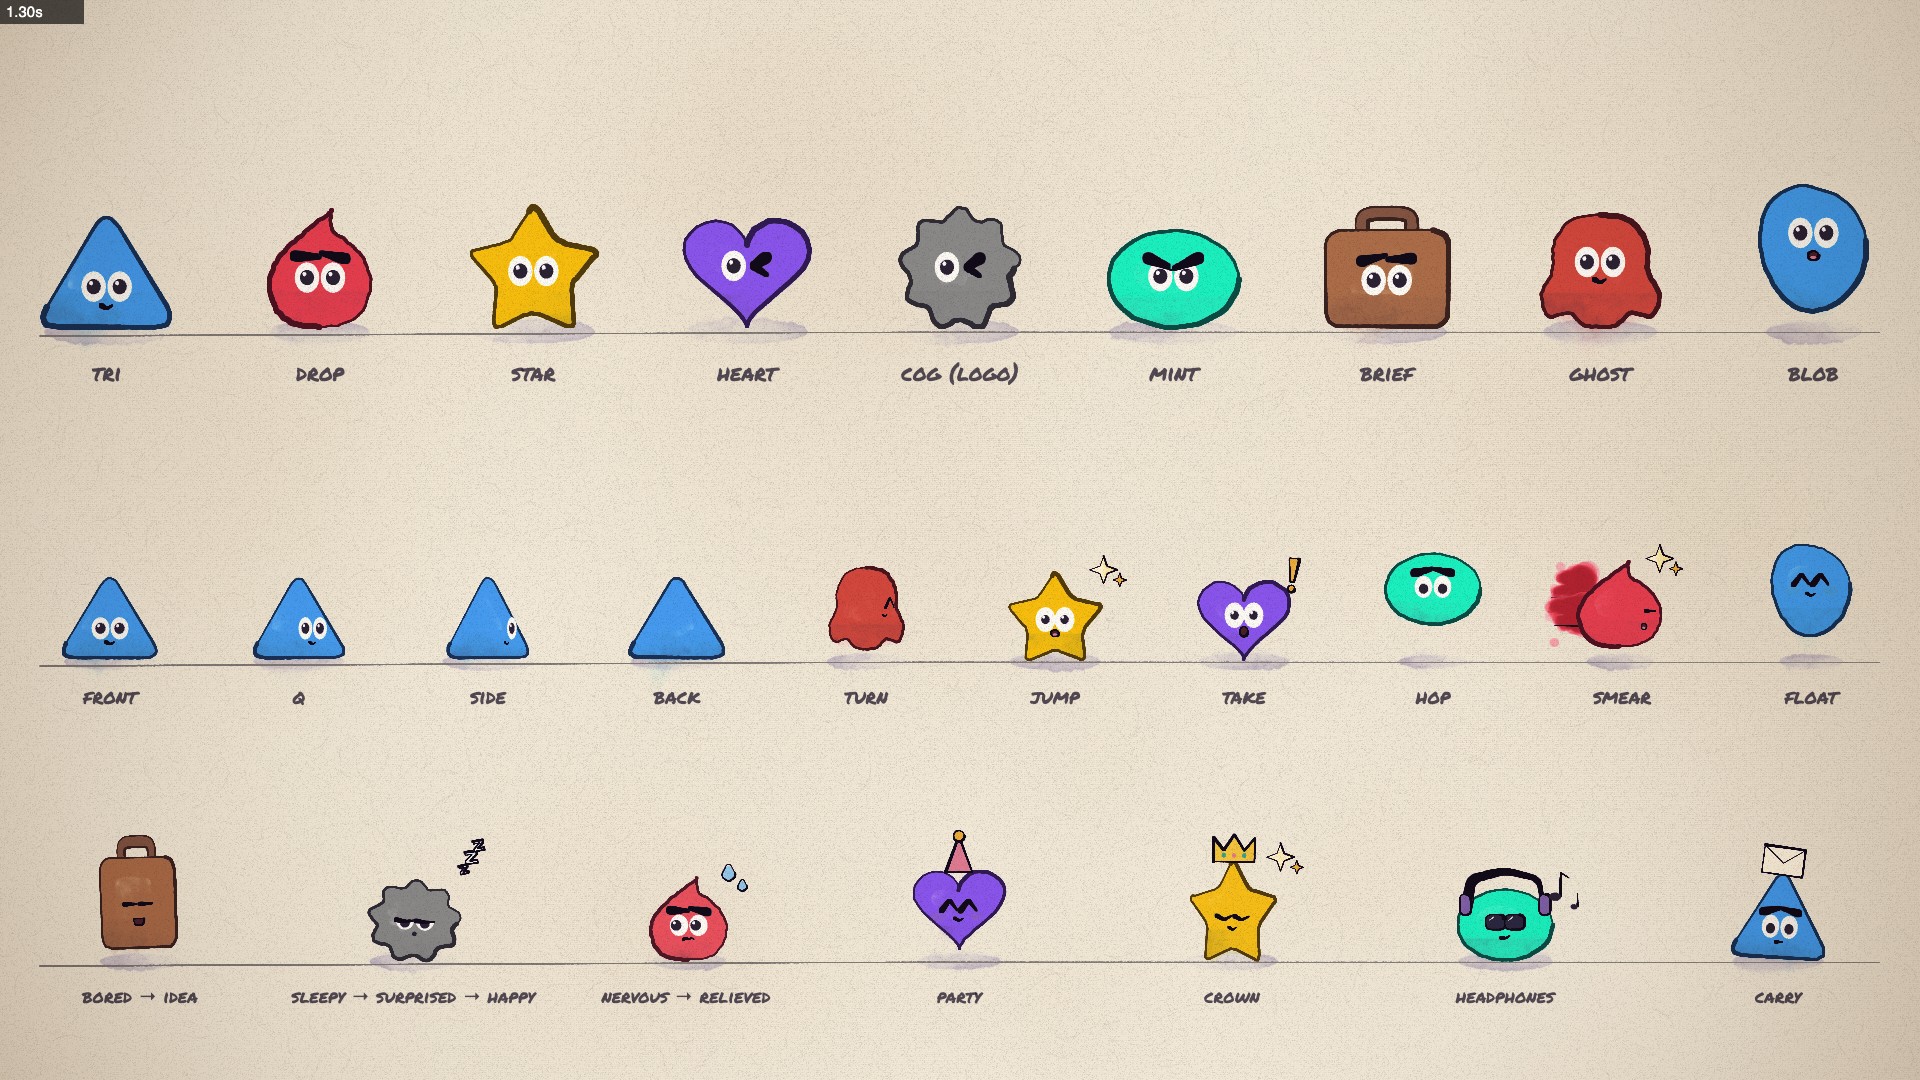 1.30s
TRI DROP STAR HEART COG (LOGO) MINT BRIEF GHOST BLOB
FRONT Q SIDE BACK TURN JUMP TAKE HOP SMEAR FLOAT
ZZZ
BORED → IDEA SLEEPY → SURPRISED → HAPPY NERVOUS → RELIEVED PARTY CROWN HEADPHONES CARRY